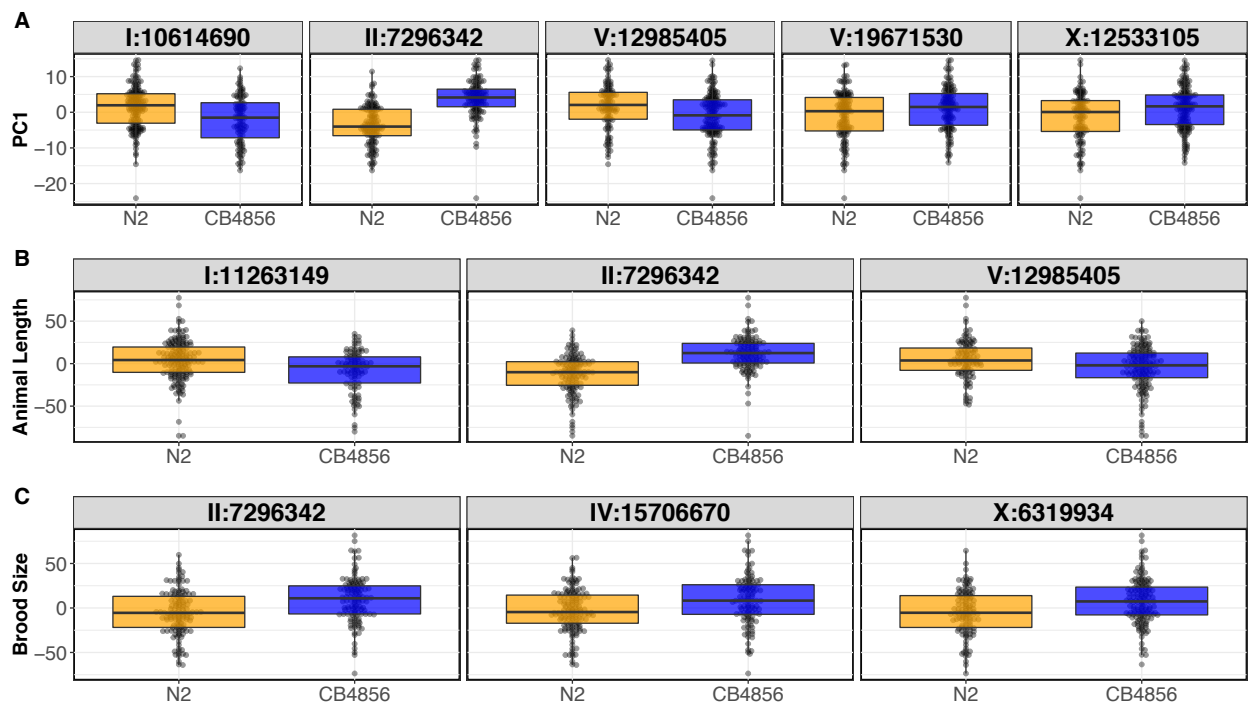 A
I:10614690 II:7296342 V:12985405 V:19671530 X:12533105
PC1
10
0
−10
−20
N2 CB4856 N2 CB4856 N2 CB4856 N2 CB4856 N2 CB4856
B
I:11263149 II:7296342 V:12985405
Animal Length
50
0
−50
N2 CB4856 N2 CB4856 N2 CB4856
C
II:7296342 IV:15706670 X:6319934
Brood Size
50
0
−50
N2 CB4856 N2 CB4856 N2 CB4856